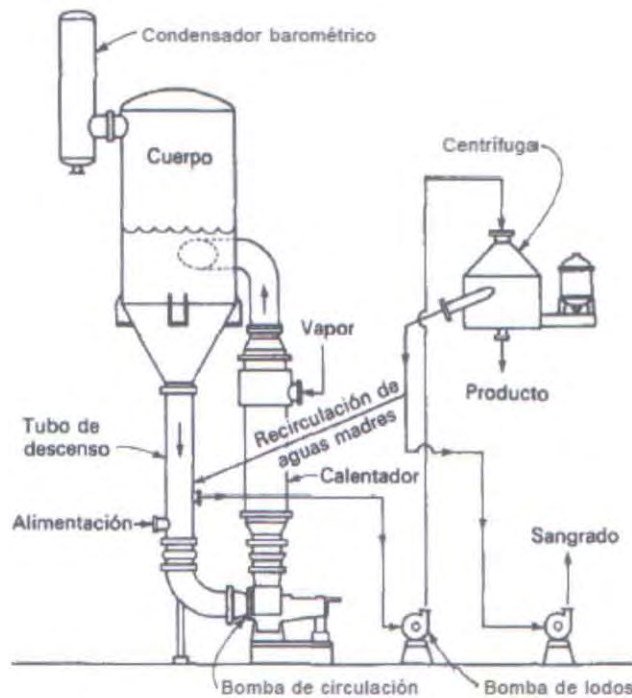 Condensador barométrico
Cuerpo
Centrífuga
Vapor
Producto
Recirculación de
aguas madres
Tubo de
descenso
Calentador
Alimentación
Sangrado
Bomba de circulación
Bomba de lodos